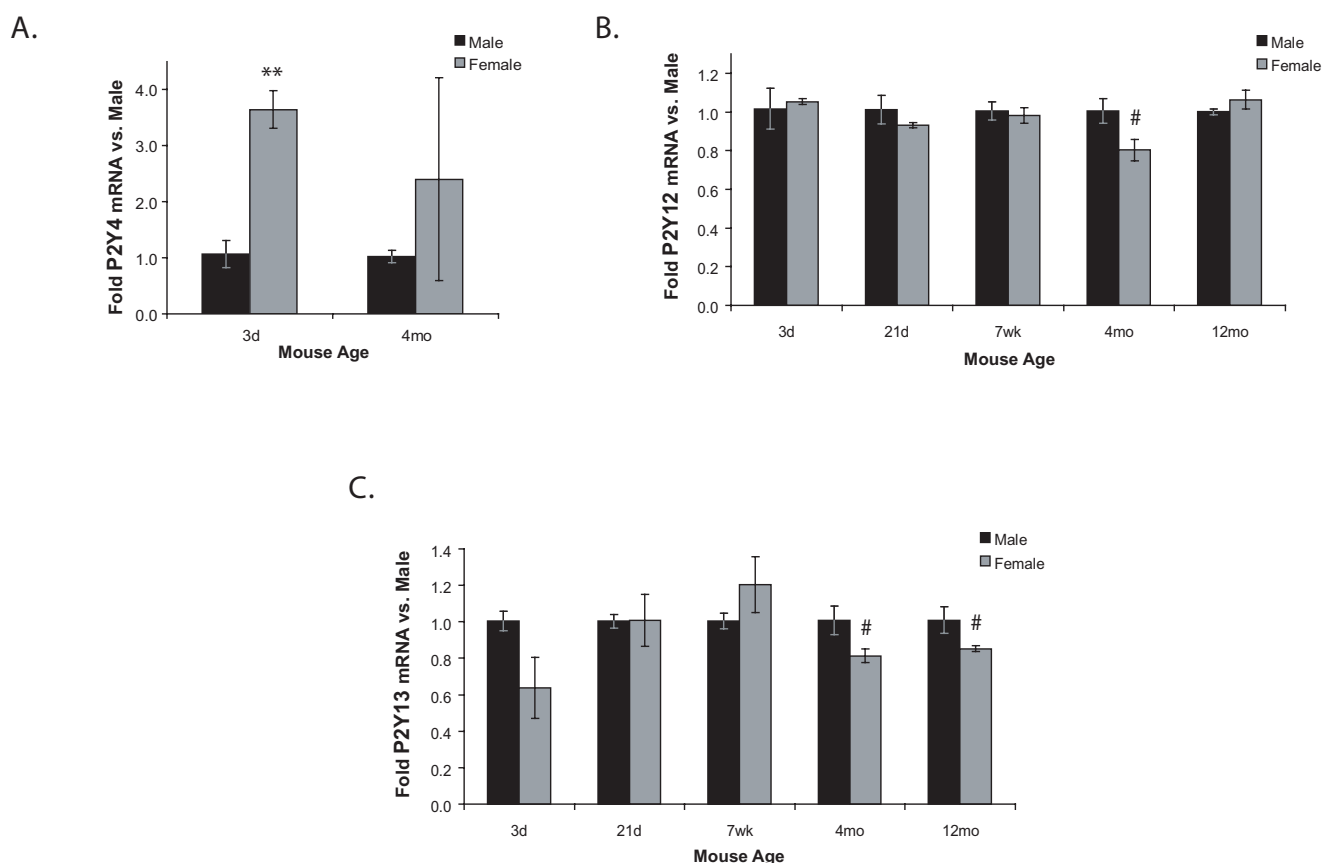 A.
Male
Female
Fold P2Y4 mRNA vs. Male
4.0
3.0
2.0
1.0
0.0
**
3d
4mo
Mouse Age
B.
Male
Female
Fold P2Y12 mRNA vs. Male
1.2
1.0
0.8
0.6
0.4
0.2
0.0
#
3d
21d
7wk
4mo
12mo
Mouse Age
C.
Male
Female
Fold P2Y13 mRNA vs. Male
1.4
1.2
1.0
0.8
0.6
0.4
0.2
0.0
#
#
3d
21d
7wk
4mo
12mo
Mouse Age